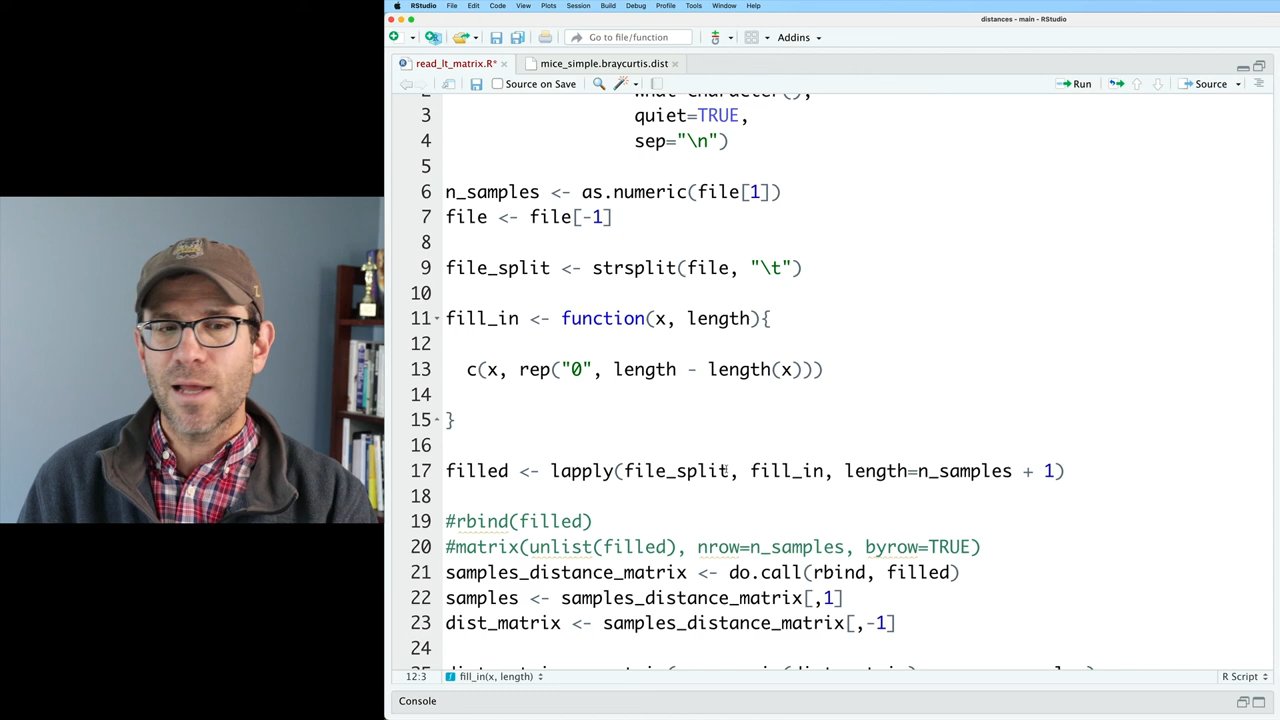 RStudio File Edit Code View Plots Session Build Debug Profile Tools Window Help
distances - main - RStudio
Go to file/function Addins
read_lt_matrix.R* mice_simple.braycurtis.dist
Source on Save Run Source
3 quiet=TRUE,
4 sep="\n")
5
6 n_samples <- as.numeric(file[1])
7 file <- file[-1]
8
9 file_split <- strsplit(file, "\t")
10
11 fill_in <- function(x, length){
12
13 c(x, rep("0", length - length(x)))
14
15 }
16
17 filled <- lapply(file_split, fill_in, length=n_samples + 1)
18
19 #rbind(filled)
20 #matrix(unlist(filled), nrow=n_samples, byrow=TRUE)
21 samples_distance_matrix <- do.call(rbind, filled)
22 samples <- samples_distance_matrix[,1]
23 dist_matrix <- samples_distance_matrix[,-1]
24
12:3 fill_in(x, length) R Script
Console